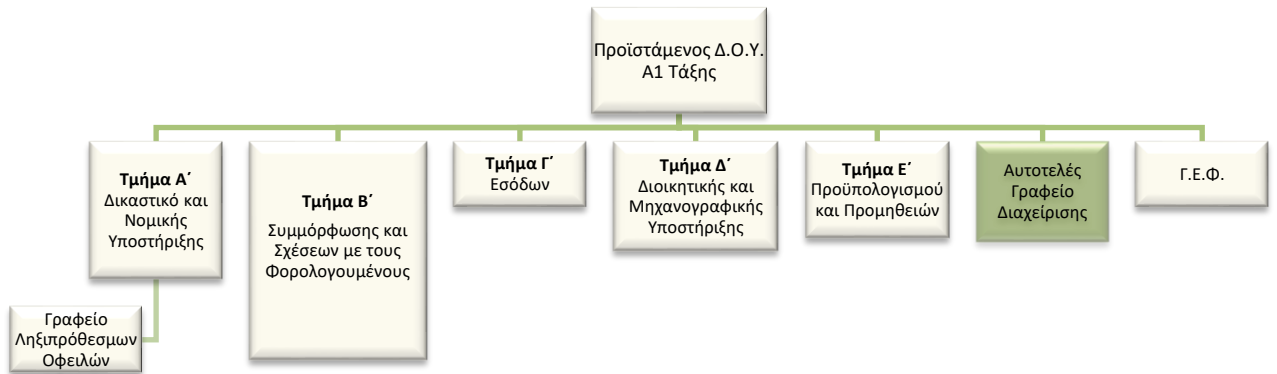 Προϊστάμενος Δ.Ο.Υ.
Α1 Τάξης
Τμήμα Α΄
Δικαστικό και
Νομικής
Υποστήριξης
Γραφείο
Ληξιπρόθεσμων
Οφειλών
Τμήμα Β΄
Συμμόρφωσης και
Σχέσεων με τους
Φορολογουμένους
Τμήμα Γ΄
Εσόδων
Τμήμα Δ΄
Διοικητικής και
Μηχανογραφικής
Υποστήριξης
Τμήμα Ε΄
Προϋπολογισμού
και Προμηθειών
Αυτοτελές
Γραφείο
Διαχείρισης
Γ.Ε.Φ.